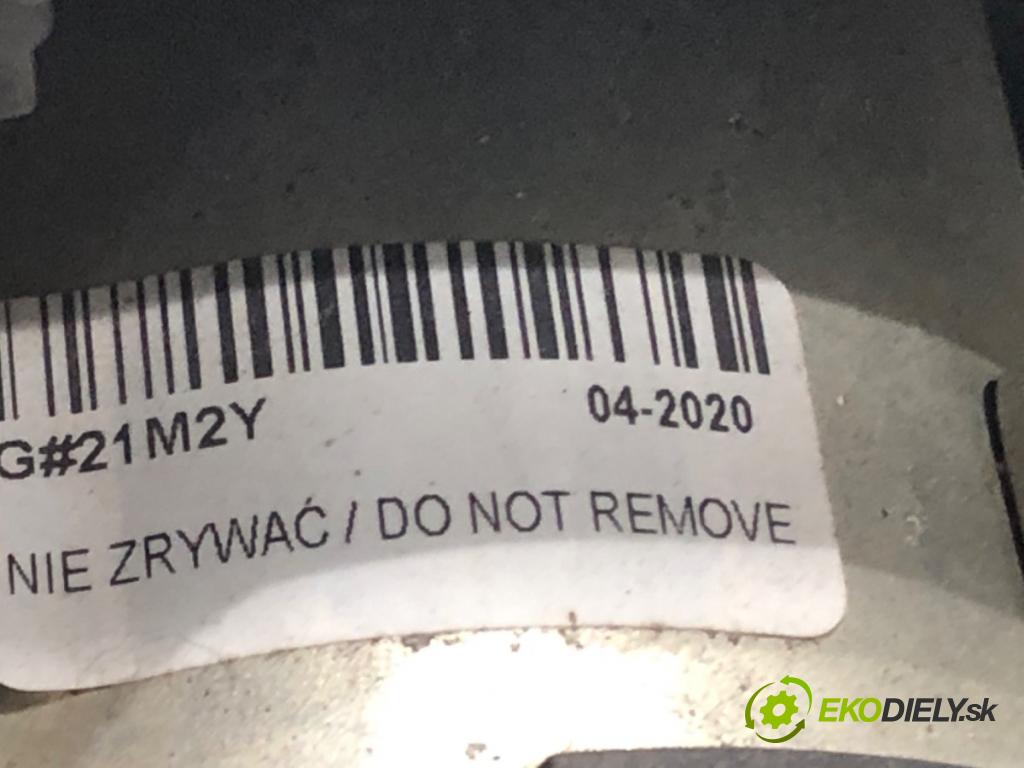 G#21M2Y
04-2020
NIE ZRYWAĆ / DO NOT REMOVE
EKODIELY.sk